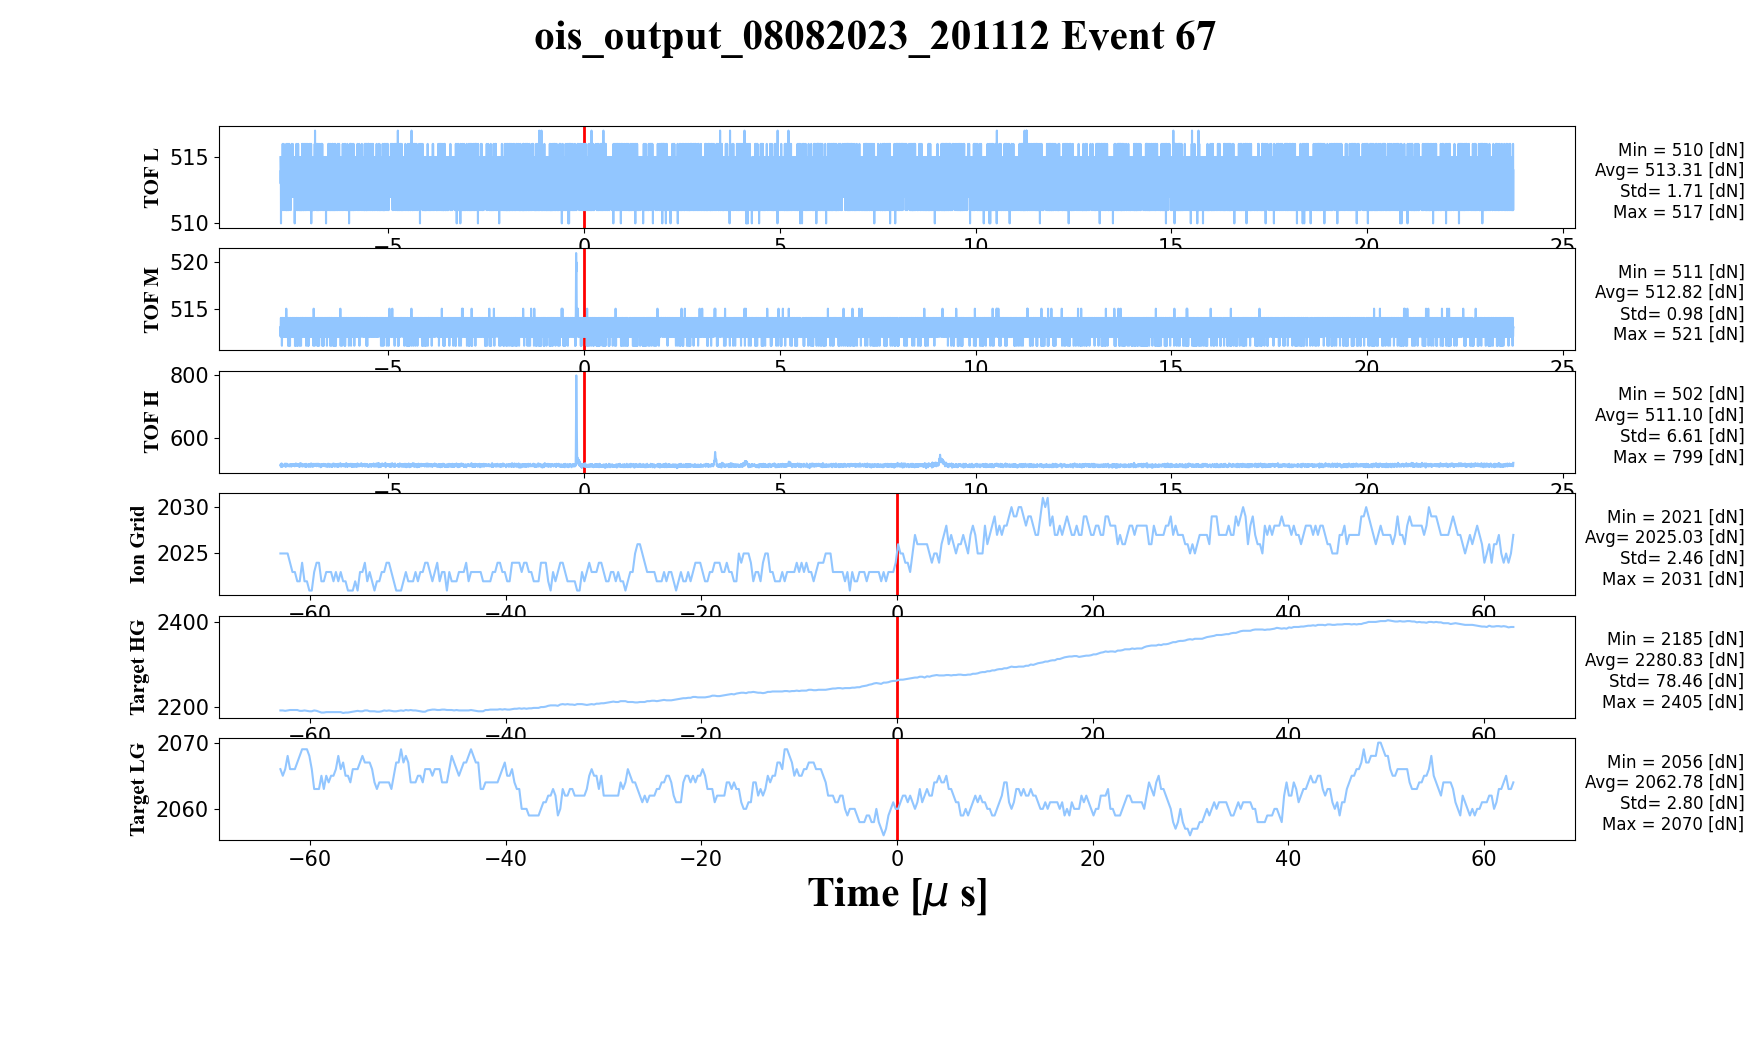 ois_output_08082023_201112 Event 67
TOF L
515
510
Min = 510 [dN]
Avg= 513.31 [dN]
Std= 1.71 [dN]
Max = 517 [dN]
−5 0 5 10 15 20 25
TOF M
520
515
Min = 511 [dN]
Avg= 512.82 [dN]
Std= 0.98 [dN]
Max = 521 [dN]
−5 0 5 10 15 20 25
TOF H
800
600
Min = 502 [dN]
Avg= 511.10 [dN]
Std= 6.61 [dN]
Max = 799 [dN]
−5 0 5 10 15 20 25
Ion Grid
2030
2025
Min = 2021 [dN]
Avg= 2025.03 [dN]
Std= 2.46 [dN]
Max = 2031 [dN]
−60 −40 −20 0 20 40 60
Target HG
2400
2200
Min = 2185 [dN]
Avg= 2280.83 [dN]
Std= 78.46 [dN]
Max = 2405 [dN]
−60 −40 −20 0 20 40 60
Target LG
2070
2060
Min = 2056 [dN]
Avg= 2062.78 [dN]
Std= 2.80 [dN]
Max = 2070 [dN]
−60 −40 −20 0 20 40 60
Time [μ s]